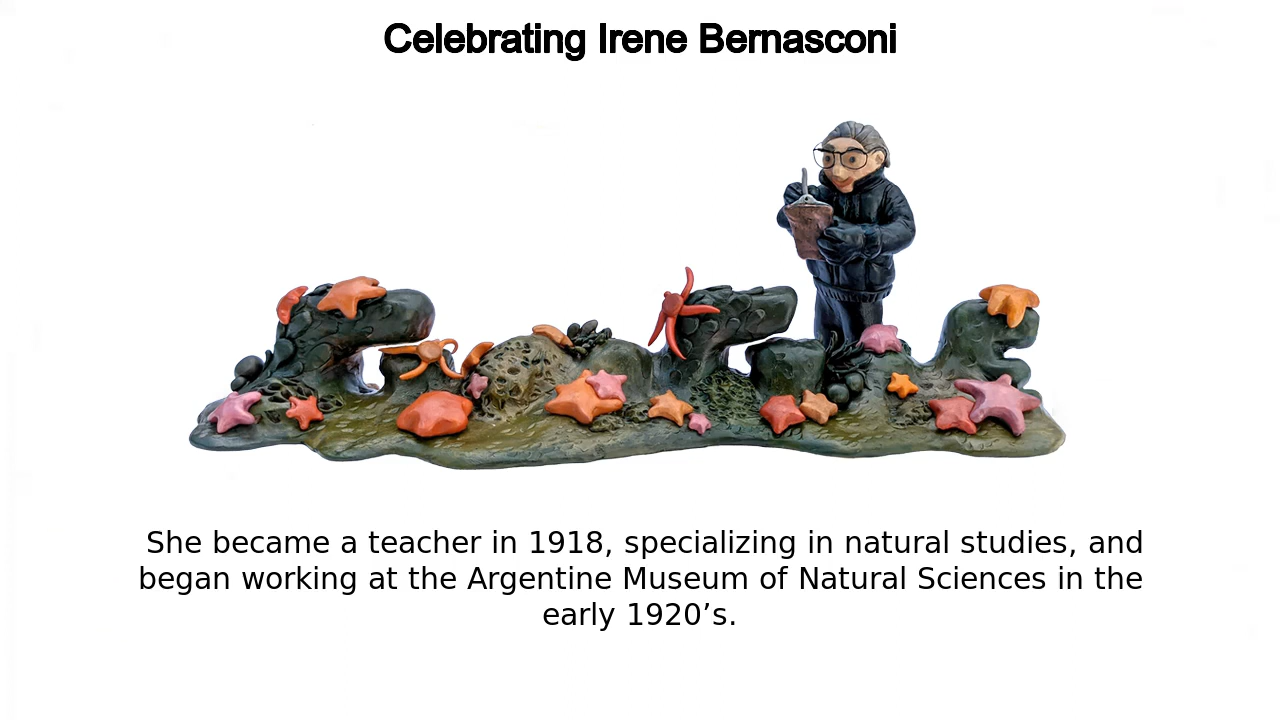 Celebrating Irene Bernasconi
She became a teacher in 1918, specializing in natural studies, and
began working at the Argentine Museum of Natural Sciences in the
early 1920’s.